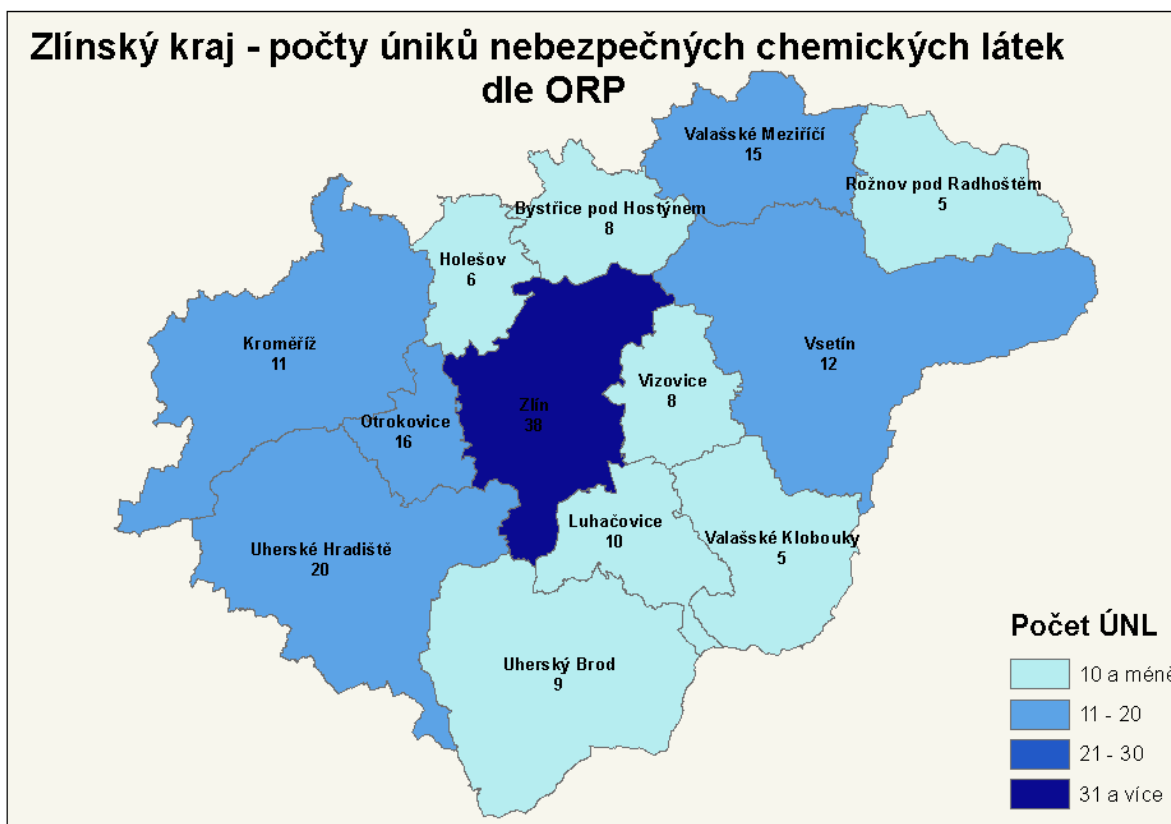 Zlínský kraj - počty úniků nebezpečných chemických látek
dle ORP
Valašské Meziříčí
15
Rožnov pod Radhoštěm
5
Bystřice pod Hostýnem
8
Holešov
6
Kroměříž
11
Vsetín
12
Vizovice
8
Zlín
38
Otrokovice
16
Luhačovice
10
Valašské Klobouky
5
Uherské Hradiště
20
Uherský Brod
9
Počet ÚNL
10 a méně
11 - 20
21 - 30
31 a více